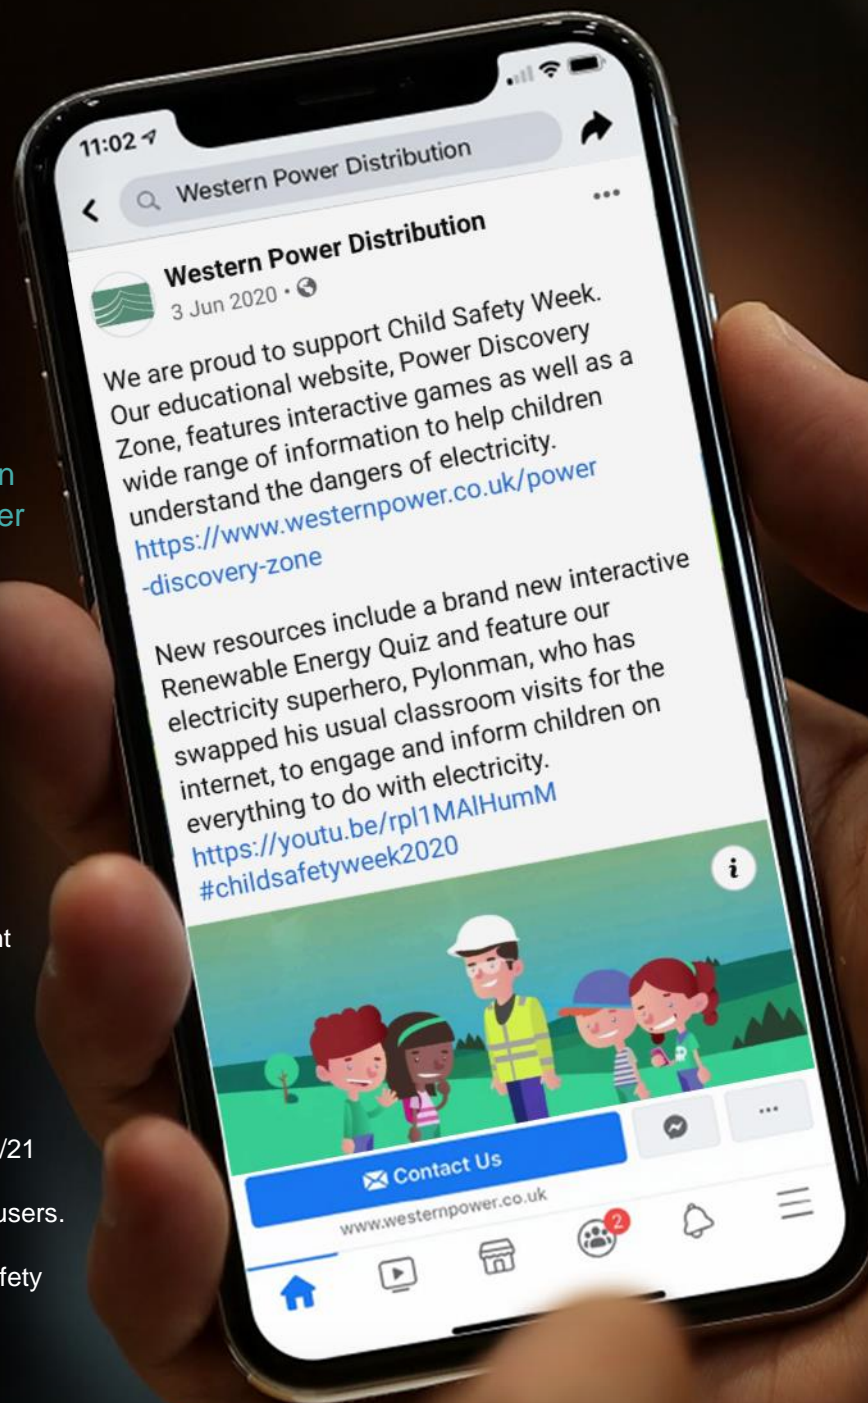 11:02
Western Power Distribution
Western Power Distribution
3 Jun 2020 •
We are proud to support Child Safety Week.
Our educational website, Power Discovery
Zone, features interactive games as well as a
wide range of information to help children
understand the dangers of electricity.
https://www.westernpower.co.uk/power
-discovery-zone
New resources include a brand new interactive
Renewable Energy Quiz and feature our
electricity superhero, Pylonman, who has
swapped his usual classroom visits for the
internet, to engage and inform children on
everything to do with electricity.
#childsafetyweek2020
i
Contact Us
www.westernpower.co.uk
2
n
er
nt
/21
users.
fety